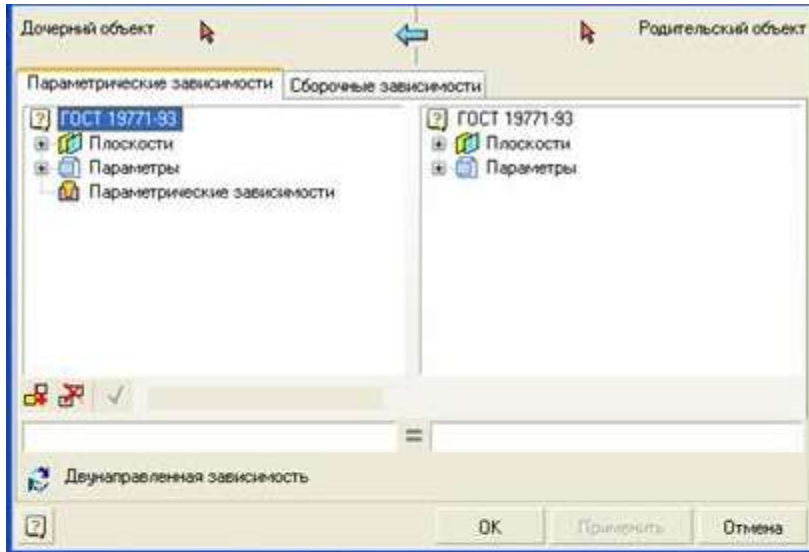 Дочерний объект
Родительский объект
Параметрические зависимости
Сборочные зависимости
ГОСТ 19771-93
Плоскости
Параметры
Параметрические зависимости
ГОСТ 19771-93
Плоскости
Параметры
=
Двунаправленная зависимость
OK
Применить
Отмена